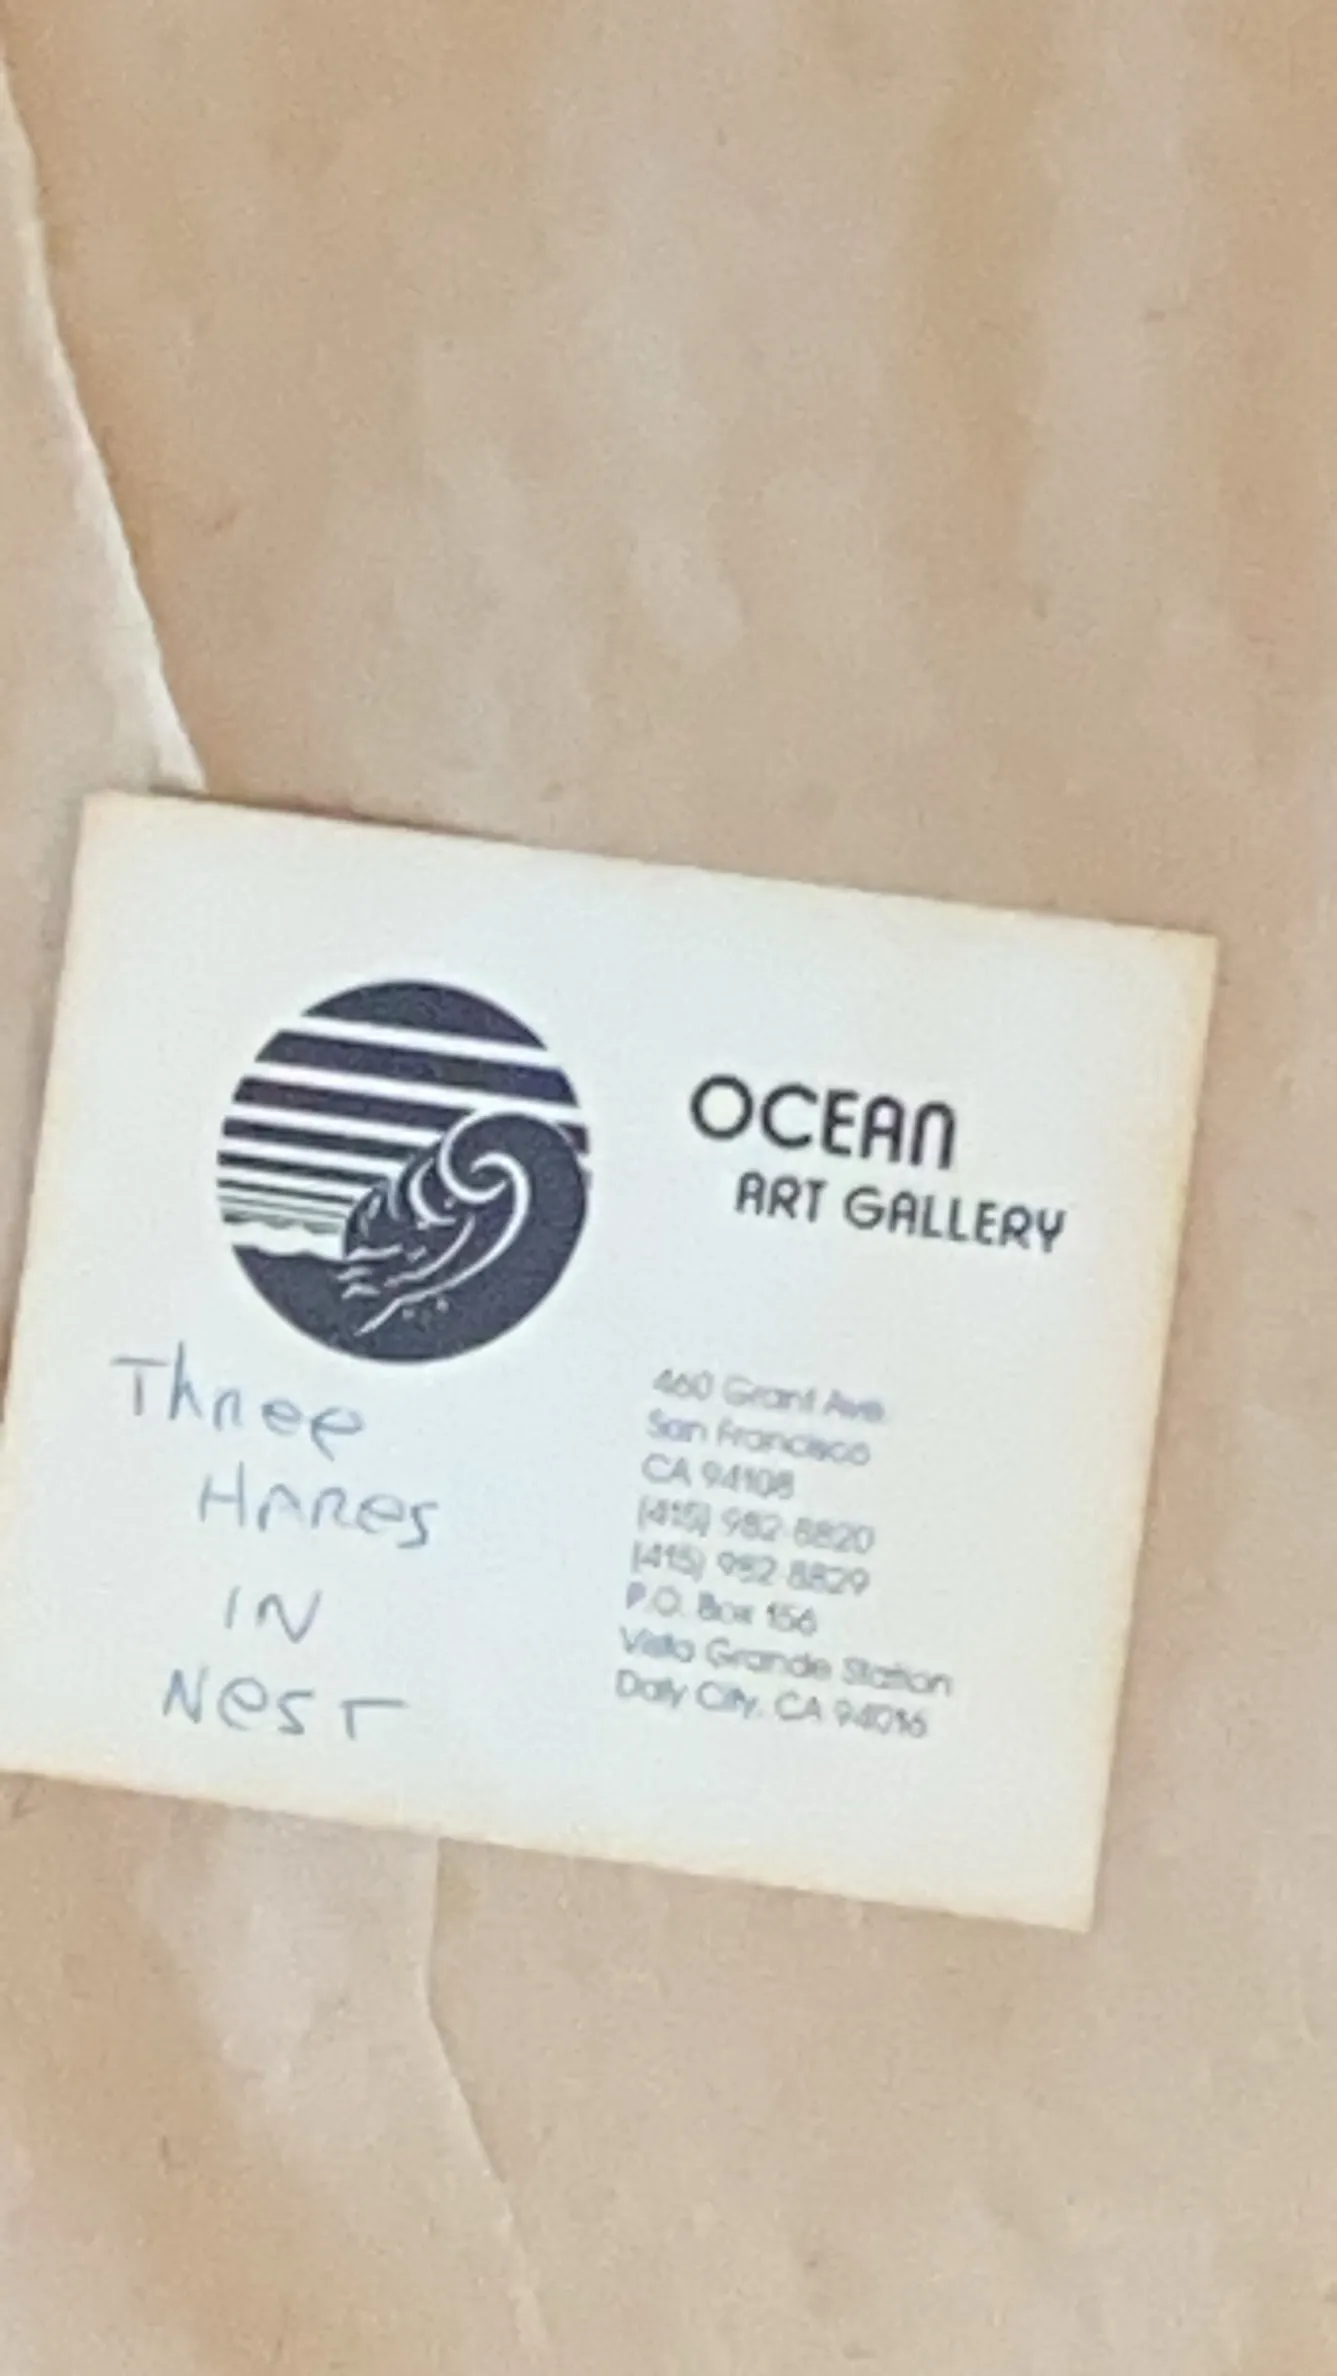 OCEAN
ART GALLERY
460 Grant Ave.
San Francisco
CA 94108
(415) 982-8820
(415) 982-8829
P.O. Box 156
Vista Grande Station
Daly City, CA 94016
Three
HARES
IN
NesT